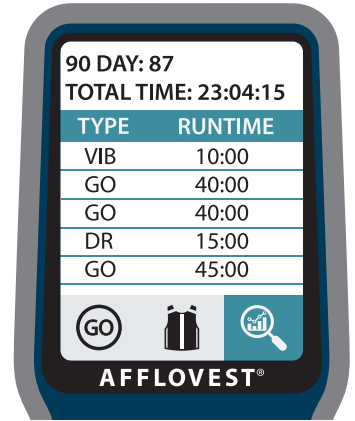 90 DAY: 87
TOTAL TIME: 23:04:15
TYPE RUNTIME
VIB 10:00
GO 40:00
GO 40:00
DR 15:00
GO 45:00
GO
AFFLOVEST®